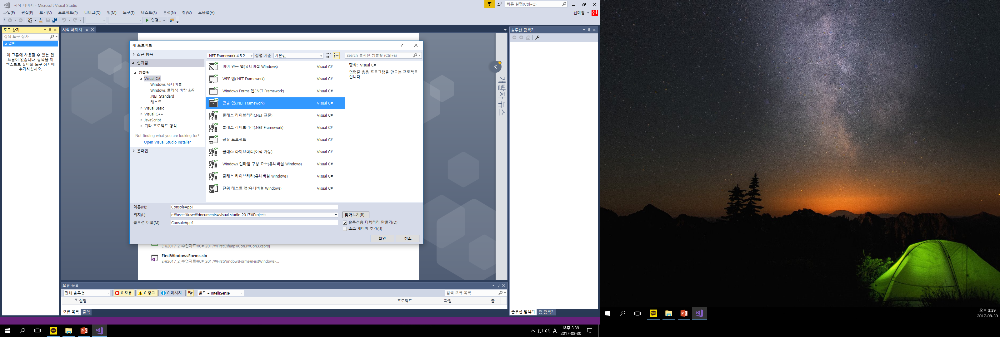 시작 페이지 - Microsoft Visual Studio
빠른 실행(Ctrl+Q)
파일(F) 편집(E) 보기(V) 프로젝트(P) 디버그(D) 팀(M) 도구(T) 테스트(S) 분석(N) 창(W) 도움말(H)
신미영 신
연결...
도구 상자
검색 도구 상자
일반
이 그룹에 사용할 수 있는 컨
트롤이 없습니다. 항목을 이
텍스트로 끌어와 도구 상자에
추가하십시오.
시작 페이지
새 프로젝트
?
최근 항목
설치됨
템플릿
Visual C#
Windows 유니버설
Windows 클래식 바탕 화면
.NET Standard
테스트
Visual Basic
Visual C++
JavaScript
기타 프로젝트 형식
Not finding what you are looking for?
Open Visual Studio Installer
온라인
.NET Framework 4.5.2 정렬 기준: 기본값
Search 설치된 템플릿 (Ctrl+E)
비어 있는 앱(유니버설 Windows) Visual C#
WPF 앱(.NET Framework) Visual C#
Windows Forms 앱(.NET Framework) Visual C#
콘솔 앱(.NET Framework) Visual C#
클래스 라이브러리(.NET 표준) Visual C#
클래스 라이브러리(.NET Framework) Visual C#
공유 프로젝트 Visual C#
클래스 라이브러리(이식 가능) Visual C#
Windows 런타임 구성 요소(유니버설 Windows) Visual C#
클래스 라이브러리(유니버설 Windows) Visual C#
단위 테스트 앱(유니버설 Windows) Visual C#
형식: Visual C#
명령줄 응용 프로그램을 만드는 프로젝트
입니다.
이름(N): ConsoleApp1
위치(L): c:₩users₩user₩documents₩visual studio 2017₩Projects 찾아보기(B)...
솔루션 이름(M): ConsoleApp1 솔루션용 디렉터리 만들기(D)
소스 제어에 추가(U)
확인 취소
E:₩2017_2_수업자료₩C#_2017₩FirstCsharp₩Con3₩Con3.csproj
FirstWindowsForms.sln
E:₩2017_2_수업자료₩C#_2017₩FirstWindowsForms₩FirstWindowsF...
개발자 뉴스
솔루션 탐색기
오류 목록
전체 솔루션 0 오류 0 경고 0 메시지 빌드 + IntelliSense 검색 오류 목록
설명 프로젝트 파일 줄
오류 목록 출력
솔루션 탐색기 팀 탐색기
TALK
A
오후 3:39
2017-08-30
TALK
오후 3:39
2017-08-30